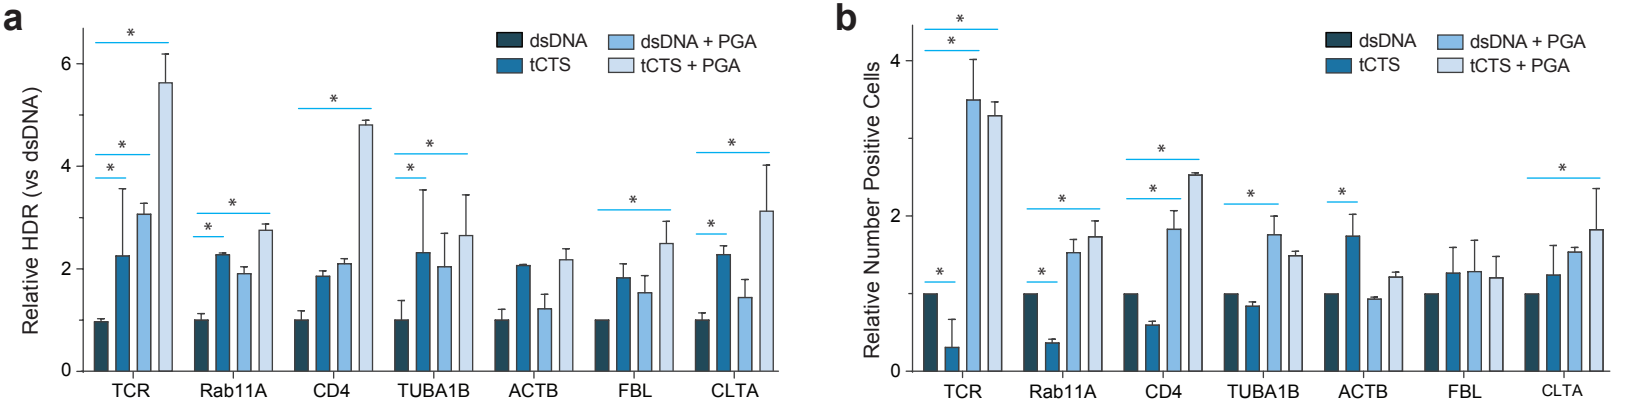 a
Relative HDR (vs dsDNA)
6
4
2
0
* * * * * * * * * * *
dsDNA
tCTS
dsDNA + PGA
tCTS + PGA
TCR Rab11A CD4 TUBA1B ACTB FBL CLTA
b
Relative Number Positive Cells
4
2
0
* * * * * * * * * *
dsDNA
tCTS
dsDNA + PGA
tCTS + PGA
TCR Rab11A CD4 TUBA1B ACTB FBL CLTA